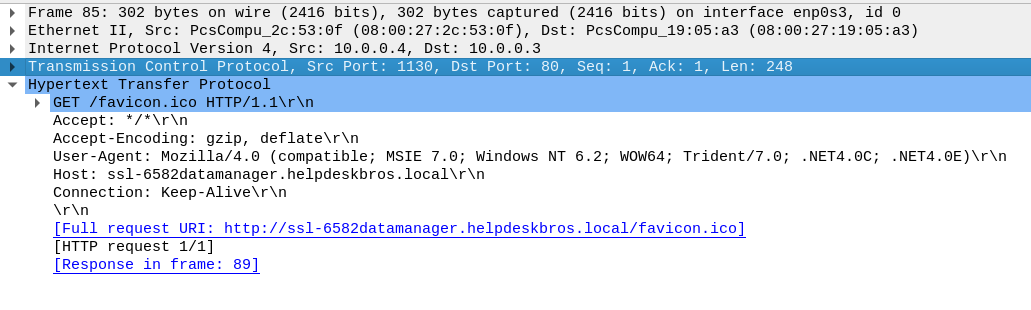 Frame 85: 302 bytes on wire (2416 bits), 302 bytes captured (2416 bits) on interface enp0s3, id 0
Ethernet II, Src: PcsCompu_2c:53:0f (08:00:27:2c:53:0f), Dst: PcsCompu_19:05:a3 (08:00:27:19:05:a3)
Internet Protocol Version 4, Src: 10.0.0.4, Dst: 10.0.0.3
Transmission Control Protocol, Src Port: 1130, Dst Port: 80, Seq: 1, Ack: 1, Len: 248
Hypertext Transfer Protocol
GET /favicon.ico HTTP/1.1\r\n
Accept: */*\r\n
Accept-Encoding: gzip, deflate\r\n
User-Agent: Mozilla/4.0 (compatible; MSIE 7.0; Windows NT 6.2; WOW64; Trident/7.0; .NET4.0C; .NET4.0E)\r\n
Host: ssl-6582datamanager.helpdeskbros.local\r\n
Connection: Keep-Alive\r\n
\r\n
[Full request URI: http://ssl-6582datamanager.helpdeskbros.local/favicon.ico]
[HTTP request 1/1]
[Response in frame: 89]